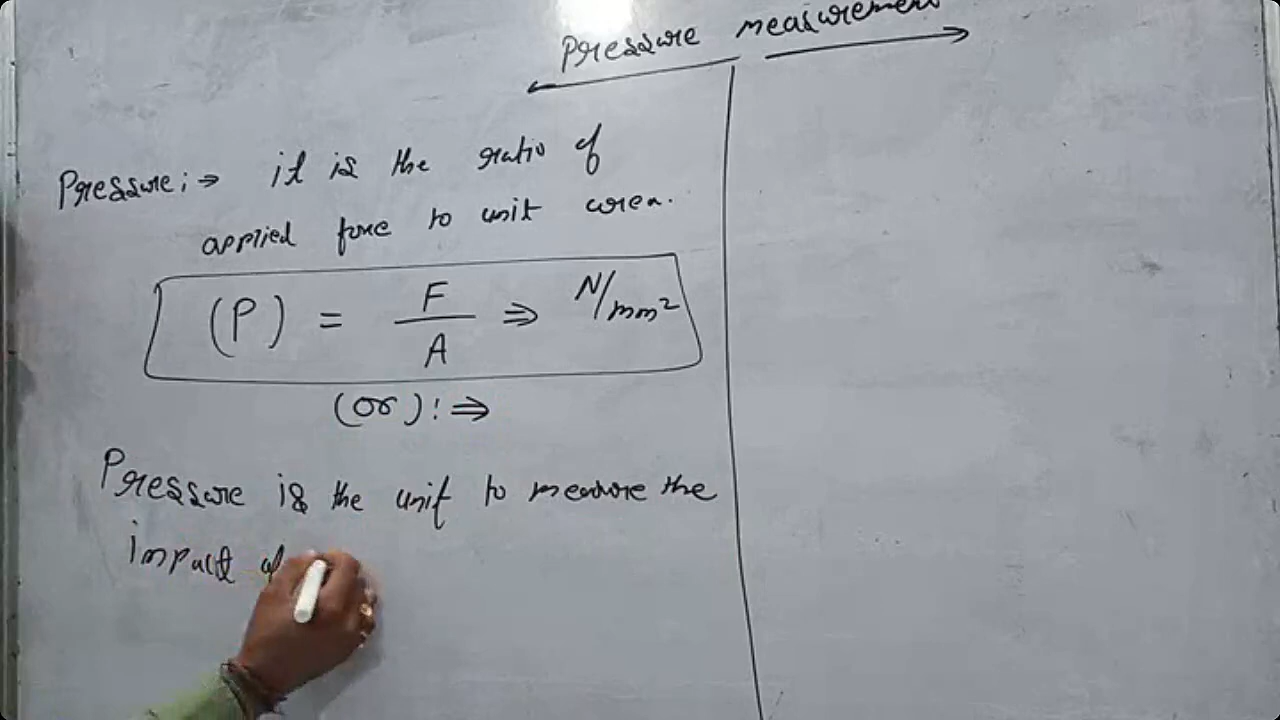 Pressure measurement
Pressure:→ it is the ratio of
applied force to unit area.
(P) = F/A ⇒ N/mm²
(or):⇒
Pressure is the unit to measure the
impact of